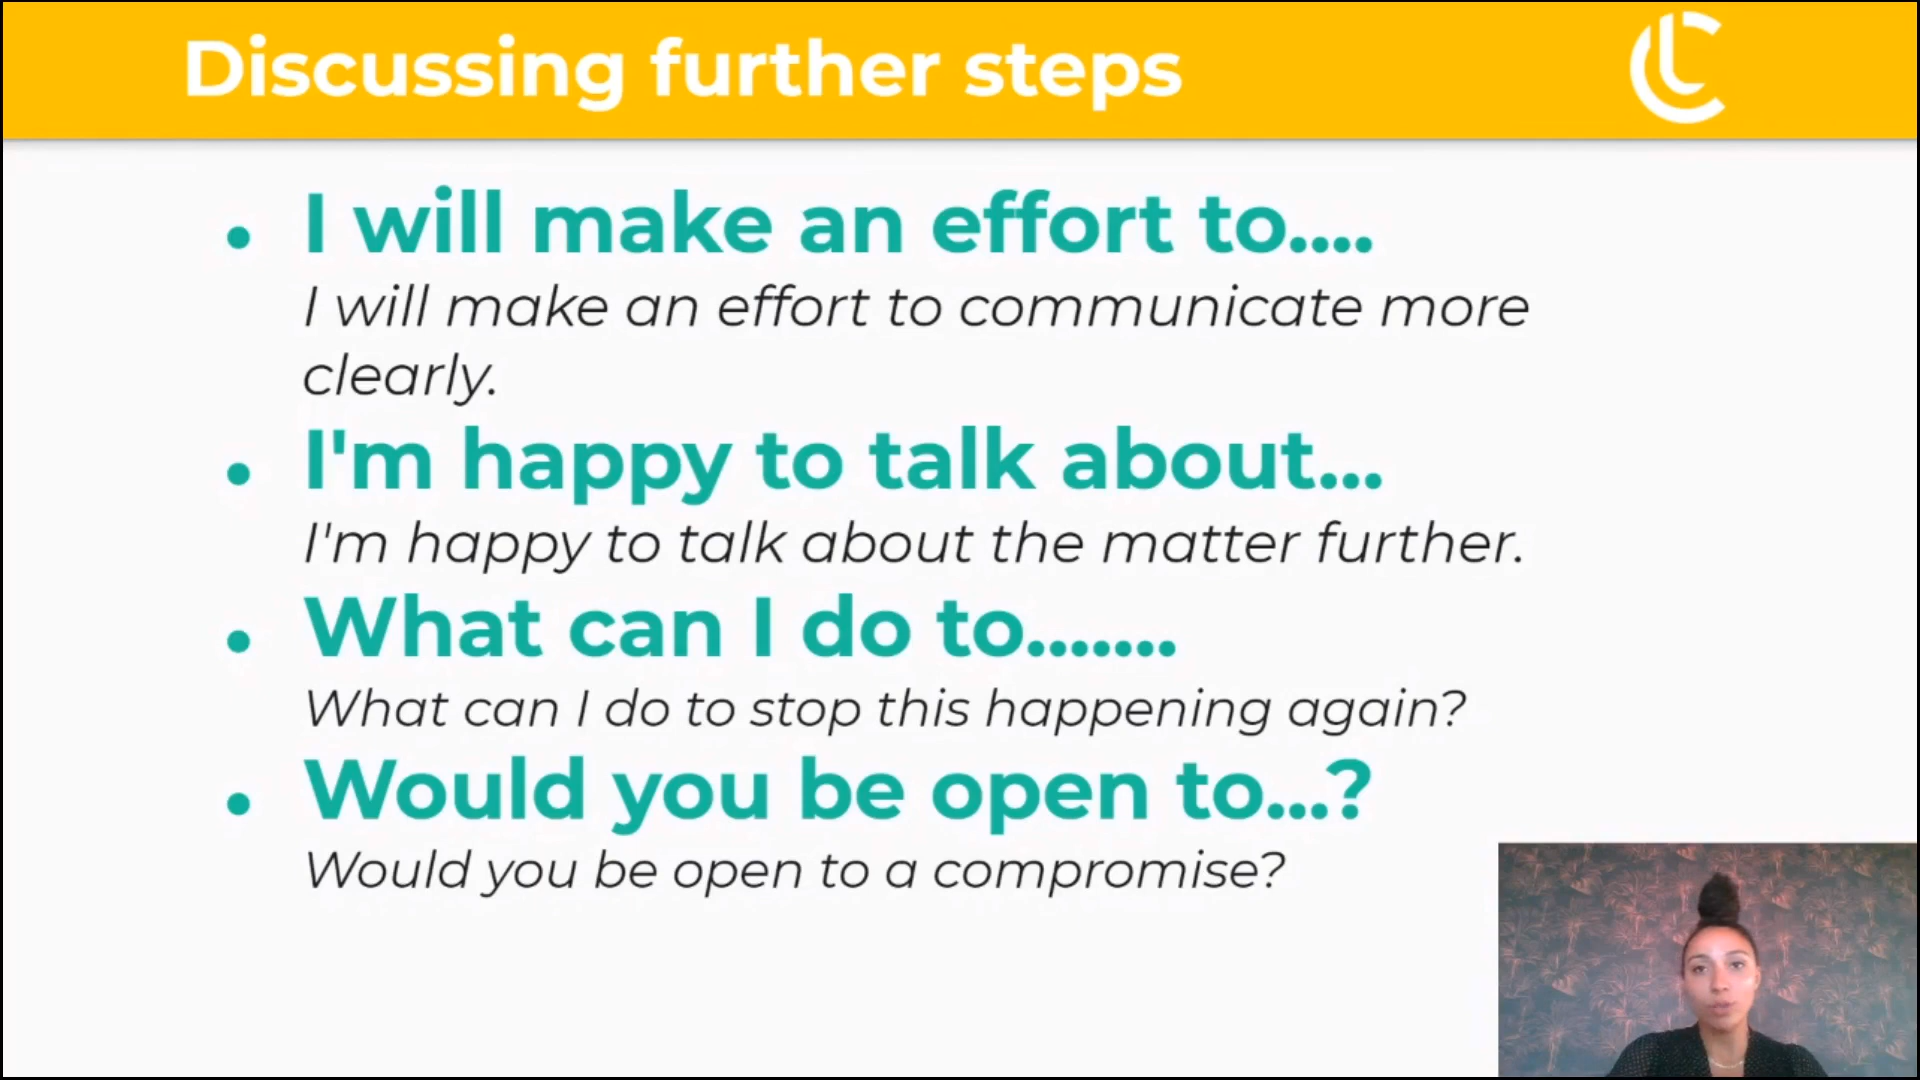 Discussing further steps
I will make an effort to....
I will make an effort to communicate more
clearly.
I'm happy to talk about...
I'm happy to talk about the matter further.
What can I do to.......
What can I do to stop this happening again?
Would you be open to...?
Would you be open to a compromise?